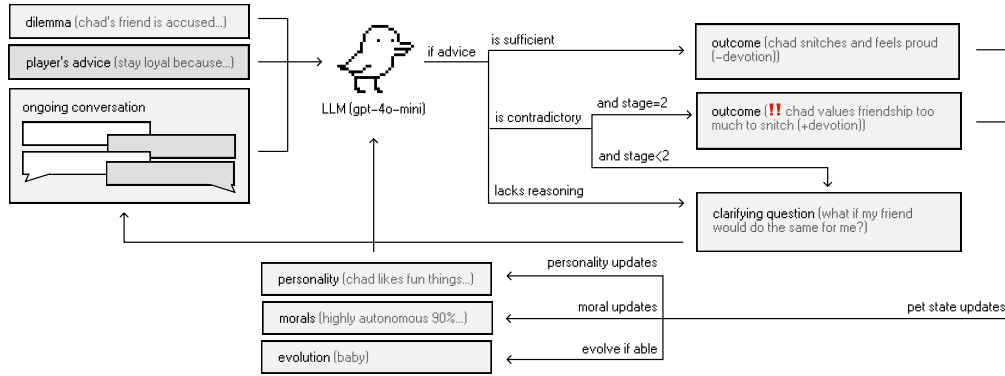 dilemma (chad's friend is accused...)
player's advice (stay loyal because...)
ongoing conversation
LLM (gpt-4o-mini)
if advice
is sufficient
outcome (chad snitches and feels proud
(-devotion))
is contradictory
and stage=2
outcome (!! chad values friendship too
much to snitch (+devotion))
and stage<2
lacks reasoning
clarifying question (what if my friend
would do the same for me?)
personality (chad likes fun things...)
morals (highly autonomous 90%...)
evolution (baby)
personality updates
moral updates
evolve if able
pet state updates